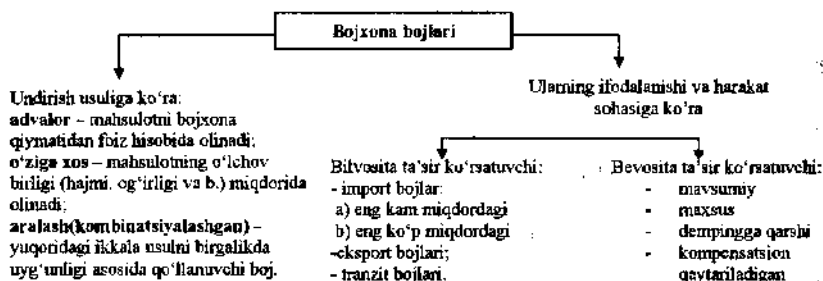 Bojxona bojlari
Undirish usuliga ko‘ra:
advalor – mahsulotni bojxona
qiymatidan foiz hisobida olinadi;
o‘ziga xos – mahsulotning o‘lchov
birligi (hajmi, og‘irligi va b.) miqdorida
olinadi;
aralash(kombinatsiyalashgan) –
yuqoridagi ikkala usulni birgalikda
uyg‘unligi asosida qo‘llanuvchi boj.
Ularning ifodalanishi va harakat
sohasiga ko‘ra
Bilvosita ta’sir ko‘rsatuvchi:
- import bojlar:
a) eng kam miqdordagi
b) eng ko‘p miqdordagi
-eksport bojlari;
- tranzit bojlari.
Bevosita ta’sir ko‘rsatuvchi:
- mavsumiy
- maxsus
- dempingga qarshi
- kompensatsion
qaytariladigan